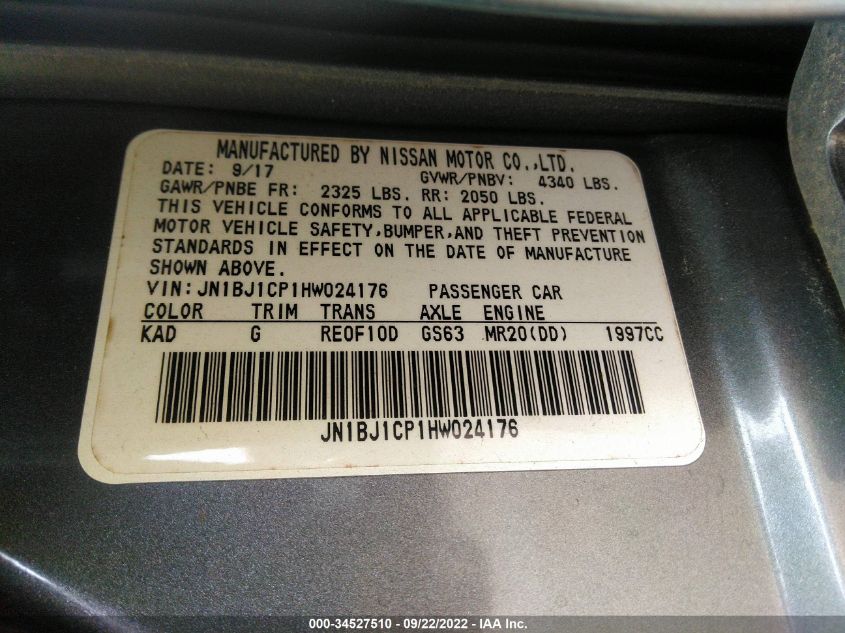 MANUFACTURED BY NISSAN MOTOR CO.,LTD.
DATE: 9/17 GVWR/PNBV: 4340 LBS.
GAWR/PNBE FR: 2325 LBS. RR: 2050 LBS.
THIS VEHICLE CONFORMS TO ALL APPLICABLE FEDERAL
MOTOR VEHICLE SAFETY,BUMPER,AND THEFT PREVENTION
STANDARDS IN EFFECT ON THE DATE OF MANUFACTURE
SHOWN ABOVE.
VIN:JN1BJ1CP1HW024176 PASSENGER CAR
COLOR TRIM TRANS AXLE ENGINE
KAD G RE0F10D GS63 MR20(DD) 1997CC
JN1BJ1CP1HW024176
000-34527510 - 09/22/2022 - IAA Inc.